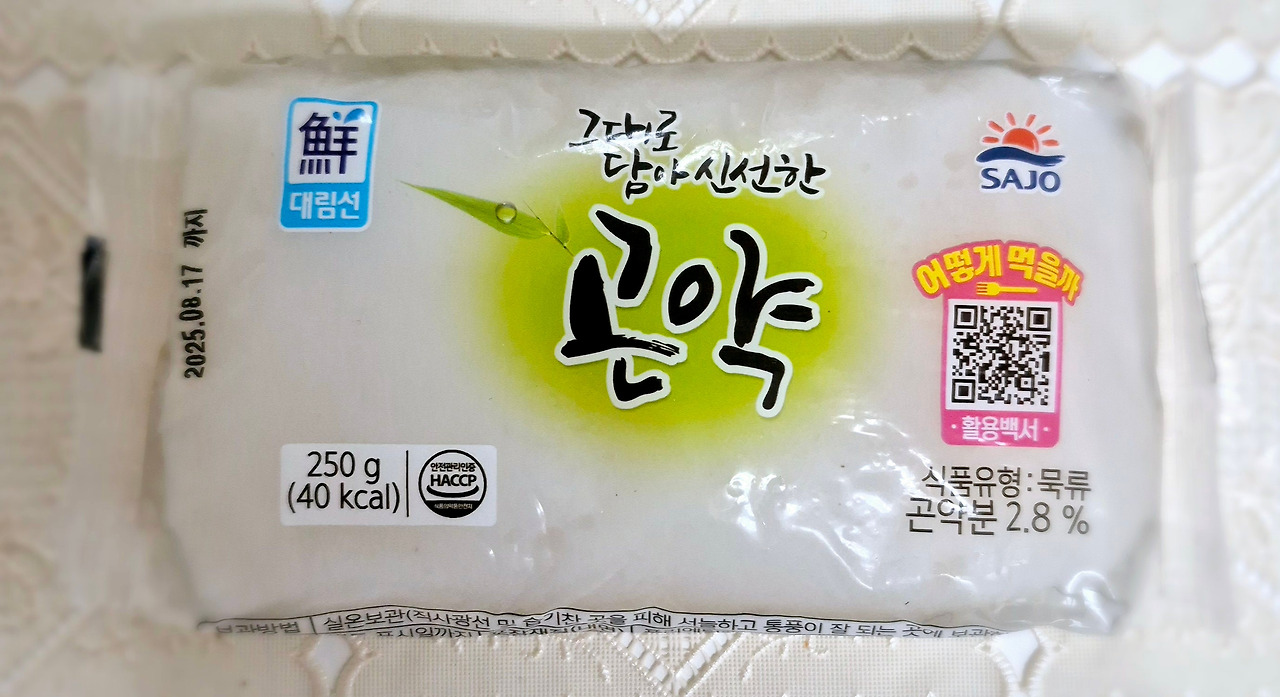 鮮
대림선
그대로
담아 신선한
곤약
SAJO
어떻게 먹을까
·활용백서·
2025.08.17 까지
250 g
(40 kcal)
안전관리인증
HACCP
식품유형 : 묵류
곤약분 2.8 %
보관방법
실온보관(직사광선 및 습기찬 곳을 피해 서늘하고 통풍이 잘 되는 곳에